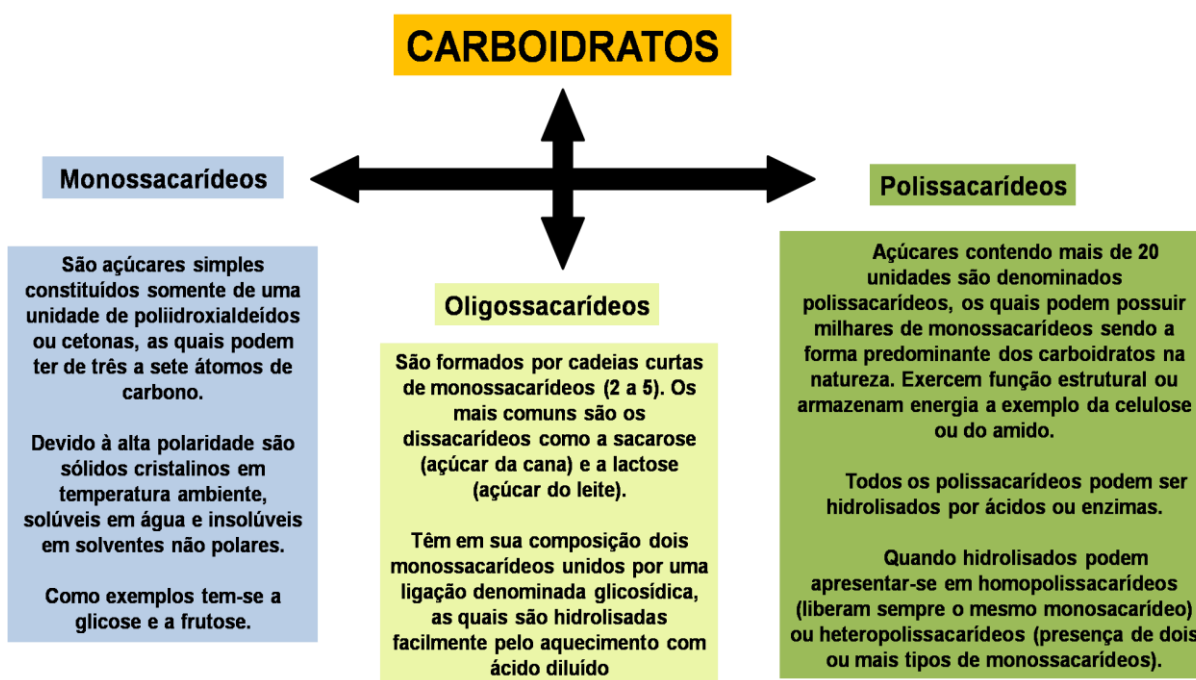 CARBOIDRATOS
Monossacarídeos
São açúcares simples
constituídos somente de uma
unidade de poliidroxialdeídos
ou cetonas, as quais podem
ter de três a sete átomos de
carbono.
Devido à alta polaridade são
sólidos cristalinos em
temperatura ambiente,
solúveis em água e insolúveis
em solventes não polares.
Como exemplos tem-se a
glicose e a frutose.
Oligossacarídeos
São formados por cadeias curtas
de monossacarídeos (2 a 5). Os
mais comuns são os
dissacarídeos como a sacarose
(açúcar da cana) e a lactose
(açúcar do leite).
Têm em sua composição dois
monossacarídeos unidos por uma
ligação denominada glicosídica,
as quais são hidrolisadas
facilmente pelo aquecimento com
ácido diluído
Polissacarídeos
Açúcares contendo mais de 20
unidades são denominados
polissacarídeos, os quais podem possuir
milhares de monossacarídeos sendo a
forma predominante dos carboidratos na
natureza. Exercem função estrutural ou
armazenam energia a exemplo da celulose
ou do amido.
Todos os polissacarídeos podem ser
hidrolisados por ácidos ou enzimas.
Quando hidrolisados podem
apresentar-se em homopolissacarídeos
(liberam sempre o mesmo monosacarídeo)
ou heteropolissacarídeos (presença de dois
ou mais tipos de monossacarídeos).